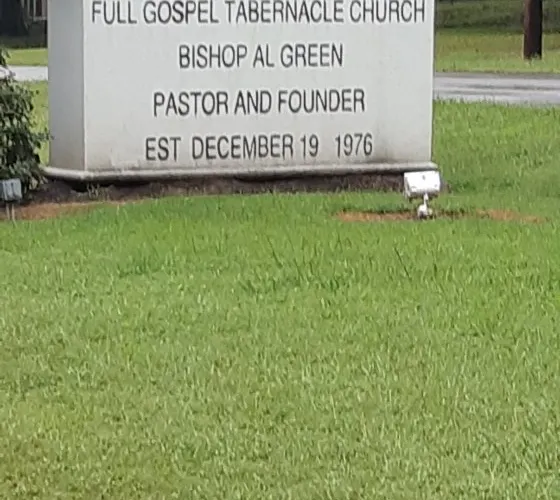 FULL GOSPEL TABERNACLE CHURCH
BISHOP AL GREEN
PASTOR AND FOUNDER
EST DECEMBER 19 1976